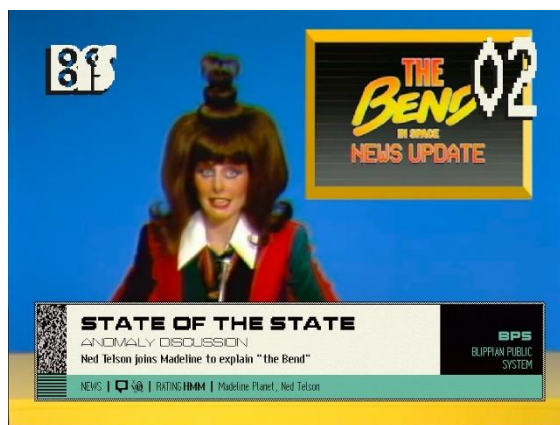 BPS
02
THE
BEND
IN SPACE
NEWS UPDATE
STATE OF THE STATE
ANOMALY DISCUSSION
Ned Telson joins Madeline to explain "the Bend"
BPS
BLIPPIAN PUBLIC
SYSTEM
NEWS | | RATING HMM | Madeline Planet, Ned Telson